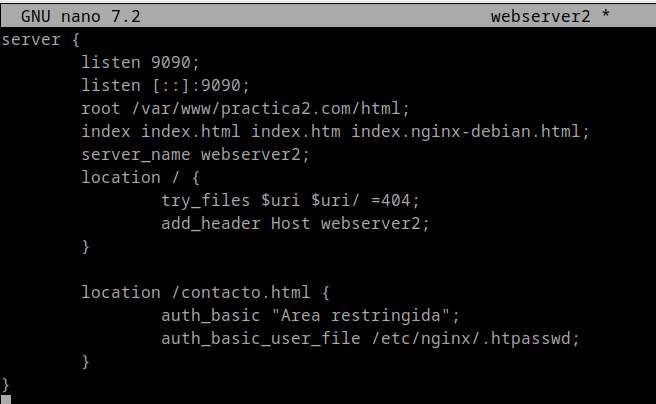 GNU nano 7.2 webserver2 *
server {
listen 9090;
listen [::]:9090;
root /var/www/practica2.com/html;
index index.html index.htm index.nginx-debian.html;
server_name webserver2;
location / {
try_files $uri $uri/ =404;
add_header Host webserver2;
}
location /contacto.html {
auth_basic "Area restringida";
auth_basic_user_file /etc/nginx/.htpasswd;
}
}